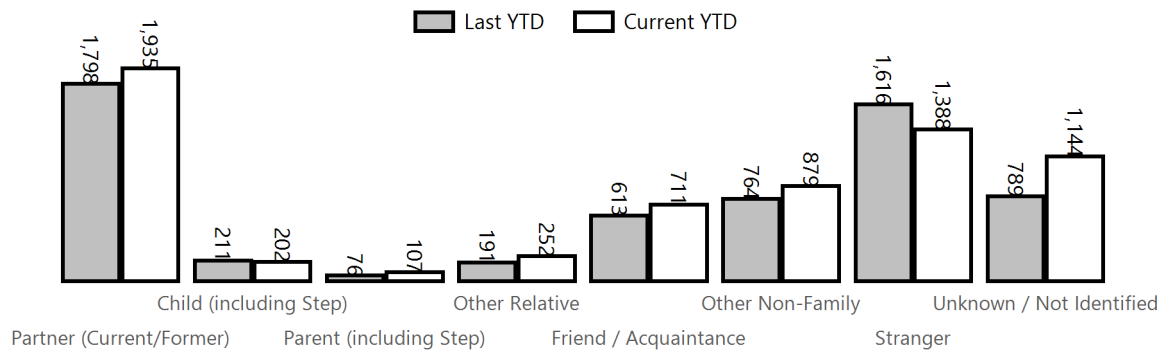 Last YTD
Current YTD
1,798
1,935
211
202
76
107
191
252
613
711
764
879
1,616
1,388
789
1,144
Child (including Step)
Other Relative
Other Non-Family
Unknown / Not Identified
Partner (Current/Former)
Parent (including Step)
Friend / Acquaintance
Stranger